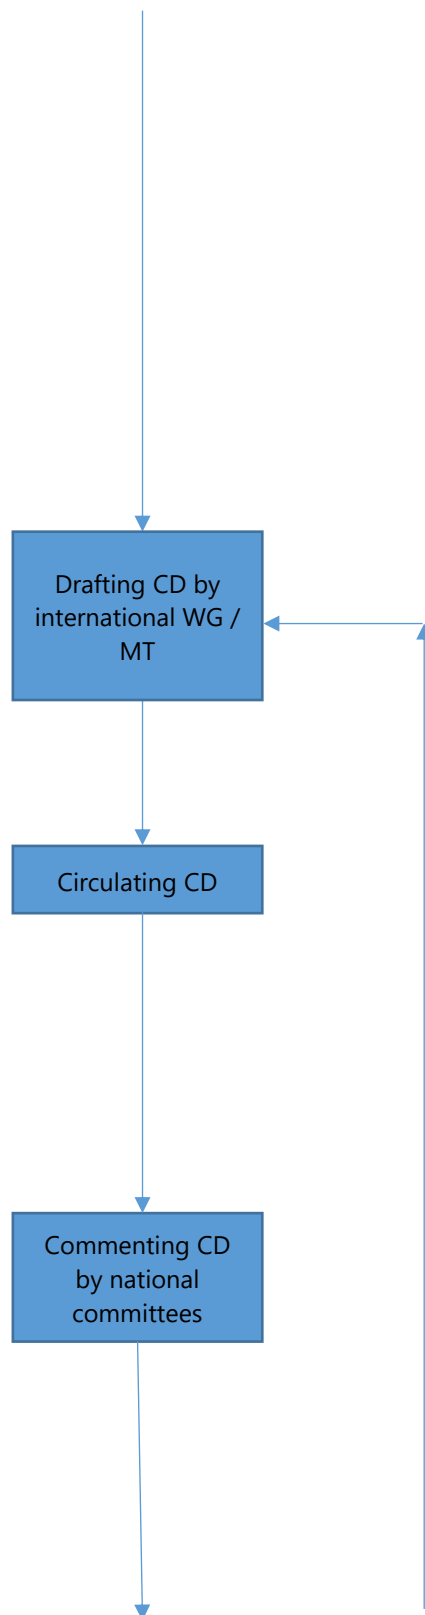 Drafting CD by
international WG /
MT
Circulating CD
Commenting CD
by national
committees